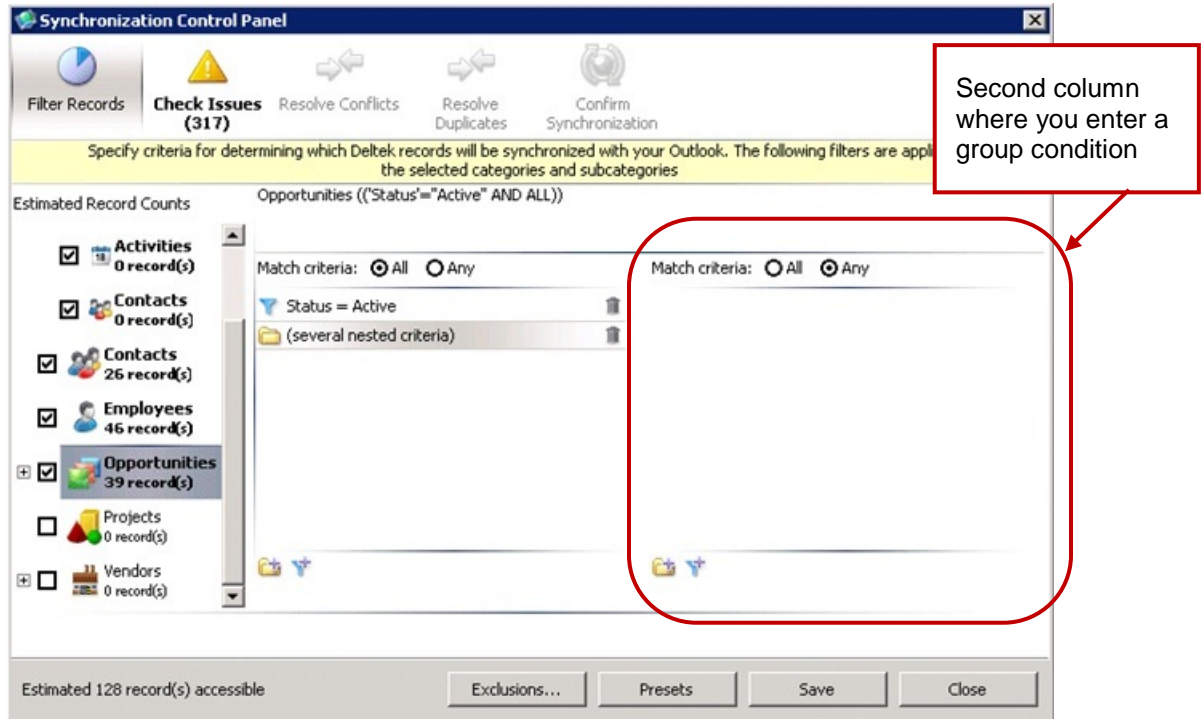 Synchronization Control Panel
Filter Records
Check Issues
(317)
Resolve Conflicts
Resolve
Duplicates
Confirm
Synchronization
Second column
where you enter a
group condition
Specify criteria for determining which Deltek records will be synchronized with your Outlook. The following filters are appli
the selected categories and subcategories
Estimated Record Counts
Opportunities (('Status'="Active" AND ALL))
Activities
0 record(s)
Contacts
0 record(s)
Contacts
26 record(s)
Employees
46 record(s)
Opportunities
39 record(s)
Projects
0 record(s)
Vendors
0 record(s)
Match criteria: All Any
Status = Active
(several nested criteria)
Match criteria: All Any
Estimated 128 record(s) accessible
Exclusions...
Presets
Save
Close